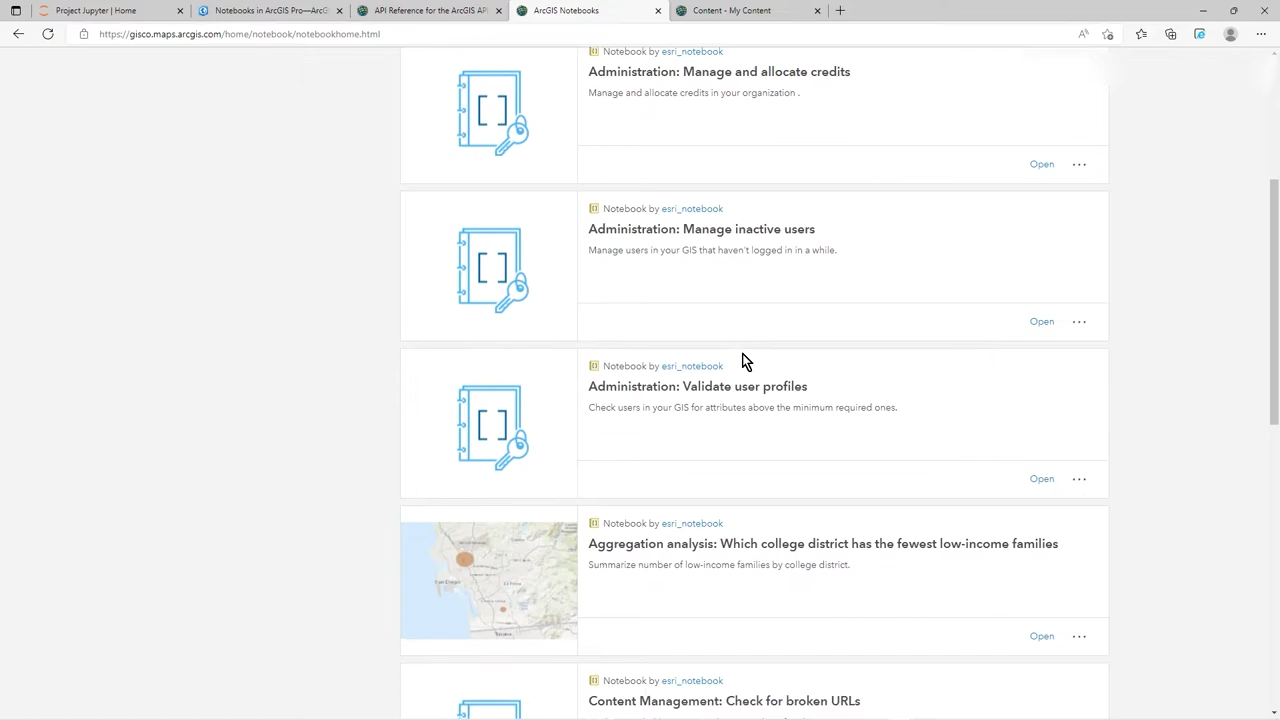 Project Jupyter | Home
Notebooks in ArcGIS Pro—ArcG
API Reference for the ArcGIS API
ArcGIS Notebooks
Content - My Content
https://gisco.maps.arcgis.com/home/notebook/notebookhome.html
Notebook by esri_notebook
Administration: Manage and allocate credits
Manage and allocate credits in your organization .
Open
Notebook by esri_notebook
Administration: Manage inactive users
Manage users in your GIS that haven't logged in in a while.
Open
Notebook by esri_notebook
Administration: Validate user profiles
Check users in your GIS for attributes above the minimum required ones.
Open
Notebook by esri_notebook
Aggregation analysis: Which college district has the fewest low-income families
Summarize number of low-income families by college district.
Open
Notebook by esri_notebook
Content Management: Check for broken URLs